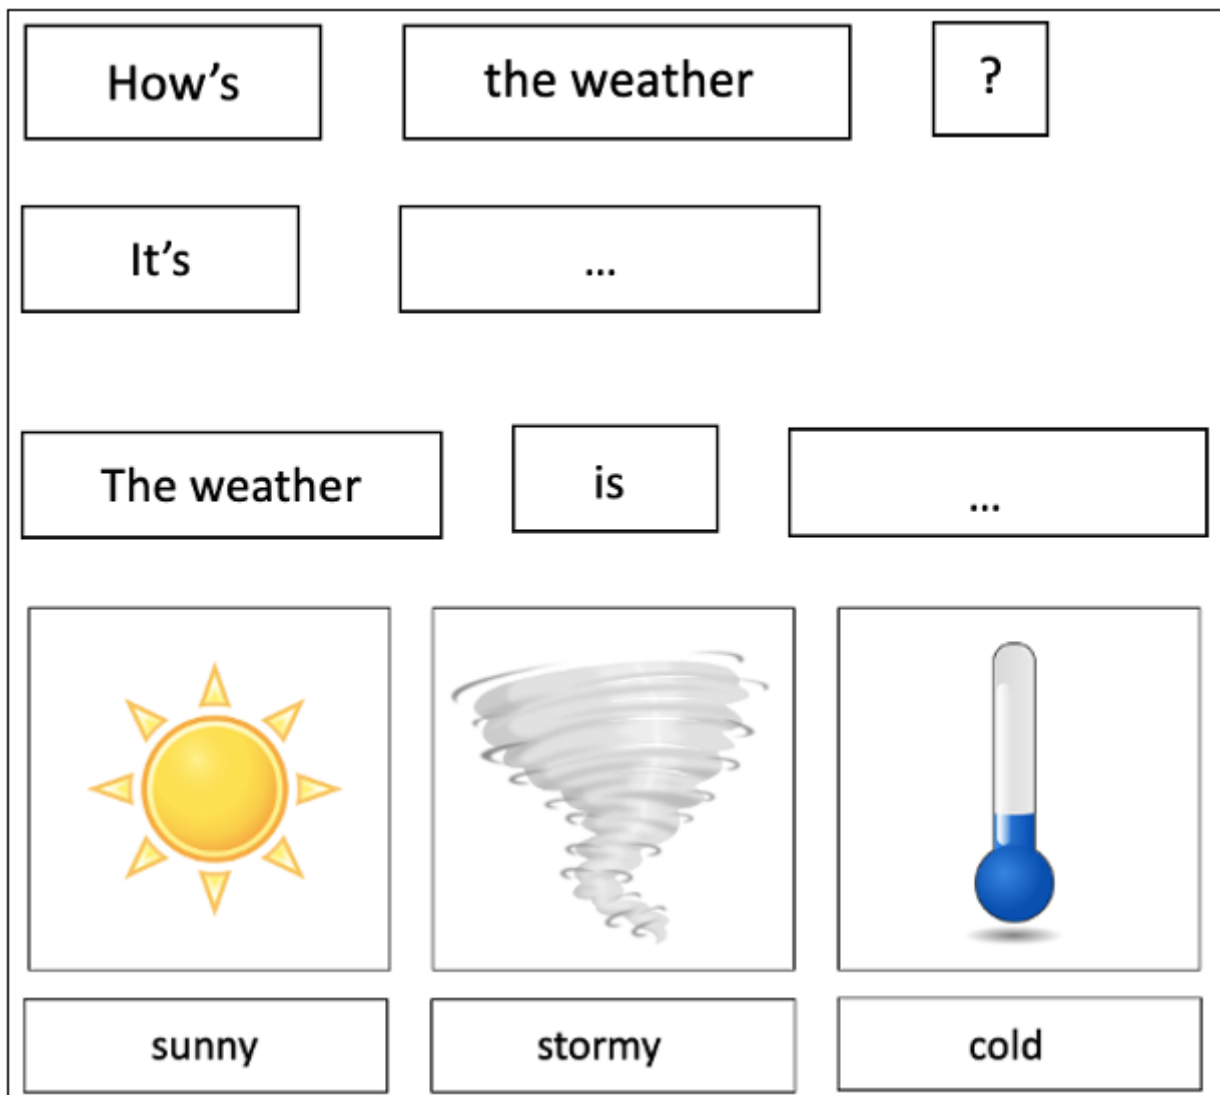 How’s the weather ?
It’s ...
The weather is ...
sunny stormy cold